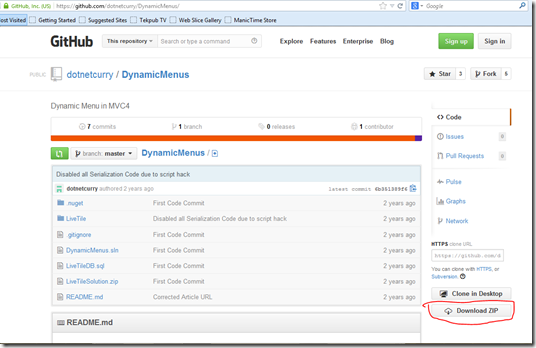 GitHub, Inc. (US) https://github.com/dotnetcurry/DynamicMenus/
Google
Most Visited Getting Started Suggested Sites Tekpub TV Web Slice Gallery ManicTime Store
GitHub This repository Search or type a command Explore Features Enterprise Blog Sign up Sign in
PUBLIC dotnetcurry / DynamicMenus Star 3 Fork 6
Dynamic Menu in MVC4
7 commits 1 branch 0 releases 1 contributor
branch: master DynamicMenus /
Disabled all Serialization Code due to script hack
dotnetcurry authored 2 years ago latest commit
.nuget First Code Commit 2 years ago
LiveTile Disabled all Serialization Code due to script hack 2 years ago
.gitignore First Code Commit 2 years ago
DynamicMenus.sln First Code Commit 2 years ago
LiveTileDB.sql First Code Commit 2 years ago
LiveTileSolution.zip First Code Commit 2 years ago
README.md Corrected Article URL 2 years ago
README.md
Code
Issues 0
Pull Requests 0
Pulse
Graphs
Network
HTTPS clone URL
https://github.com/d
You can clone with HTTPS, or
Subversion.
Clone in Desktop
Download ZIP